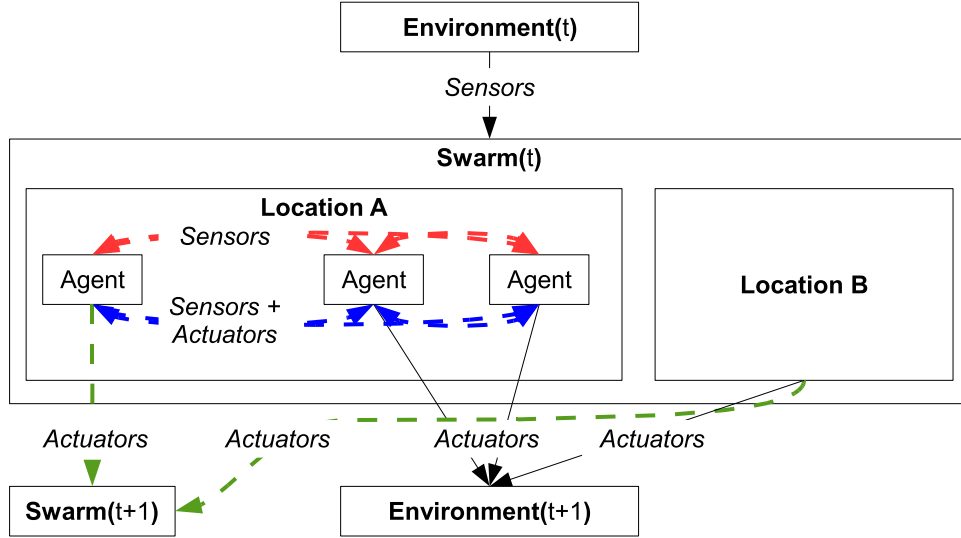 Environment(t)
Sensors
Swarm(t)
Location A
Sensors
Agent
Agent
Agent
Location B
Sensors +
Actuators
Actuators
Actuators
Actuators
Actuators
Swarm(t+1)
Environment(t+1)